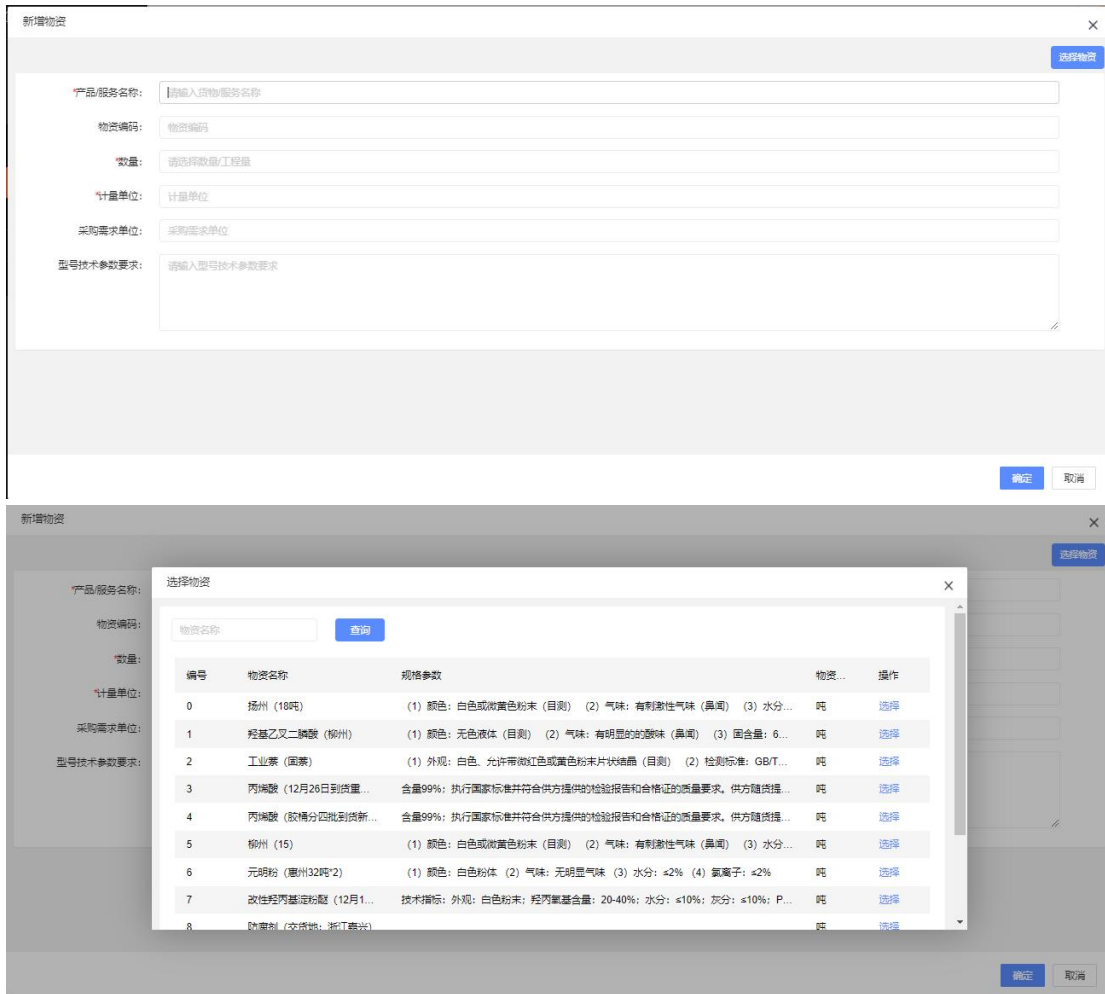 新增物资
选择物资
*产品/服务名称: 请输入货物/服务名称
物资编码: 物资编码
*数量: 请选择数量/工程量
*计量单位: 计量单位
采购需求单位: 采购需求单位
型号技术参数要求: 请输入型号技术参数要求
确定 取消
新增物资
选择物资
*产品/服务名称:
物资编码:
*数量:
*计量单位:
采购需求单位:
型号技术参数要求:
选择物资
物资名称 查询
编号 物资名称 规格参数 物资... 操作
0 扬州（18吨） （1）颜色：白色或微黄色粉末（目测） （2）气味：有刺激性气味（鼻闻） （3）水分... 吨 选择
1 羟基乙叉二膦酸（柳州） （1）颜色：无色液体（目测） （2）气味：有明显的的酸味（鼻闻） （3）固含量：6... 吨 选择
2 工业萘（固萘） （1）外观：白色、允许带微红色或黄色粉末片状结晶（目测） （2）检测标准：GB/T... 吨 选择
3 丙烯酸（12月26日到货重... 含量99%；执行国家标准并符合供方提供的检验报告和合格证的质量要求。供方随货提... 吨 选择
4 丙烯酸（胶桶分四批到货新... 含量99%；执行国家标准并符合供方提供的检验报告和合格证的质量要求。供方随货提... 吨 选择
5 柳州（15） （1）颜色：白色或微黄色粉末（目测） （2）气味：有刺激性气味（鼻闻） （3）水分... 吨 选择
6 元明粉（惠州32吨*2） （1）颜色：白色粉体（2）气味：无明显气味（3）水分：≤2%（4）氯离子：≤2% 吨 选择
7 改性羟丙基淀粉醚（12月1... 技术指标：外观：白色粉末；羟丙氧基含量：20-40%；水分：≤10%；灰分：≤10%；P... 吨 选择
8 防腐剂（交货地：浙江嘉兴） 吨 选择
确定 取消